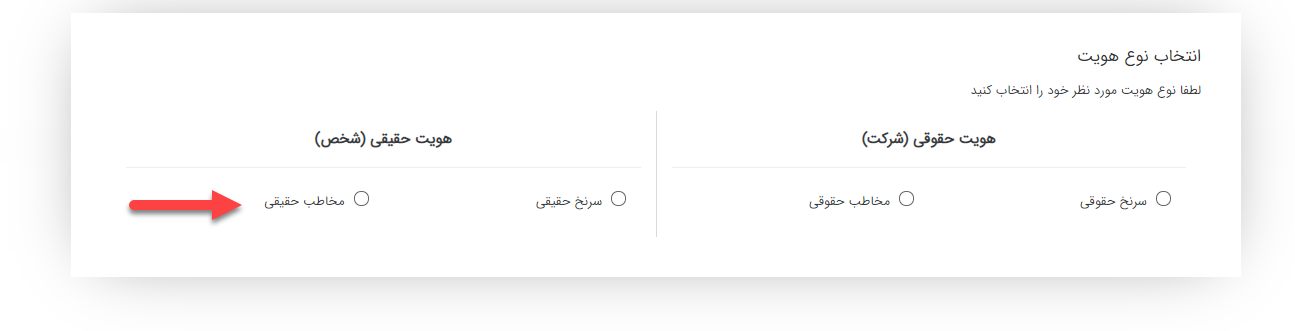 انتخاب نوع هویت
لطفا نوع هویت مورد نظر خود را انتخاب کنید
هویت حقوقی (شرکت)
سرنخ حقوقی
مخاطب حقوقی
هویت حقیقی (شخص)
سرنخ حقیقی
مخاطب حقیقی